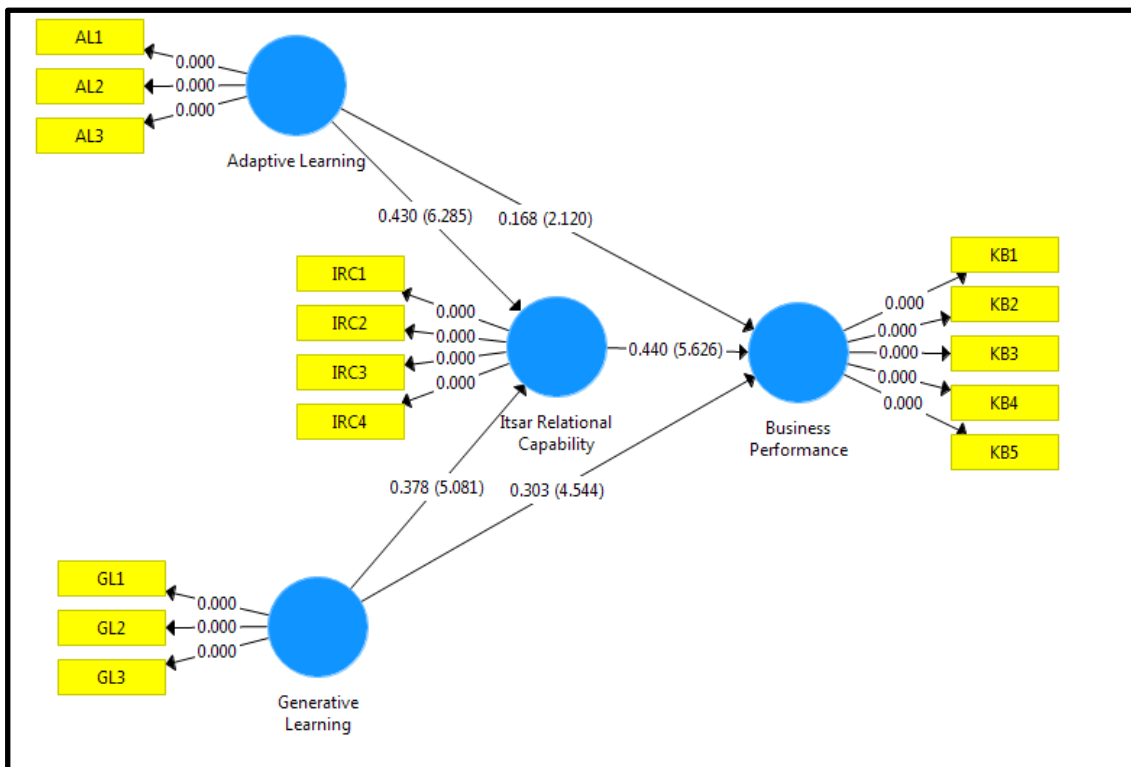 AL1
AL2
AL3
0.000
0.000
0.000
Adaptive Learning
0.430 (6.285)
0.168 (2.120)
IRC1
IRC2
IRC3
IRC4
0.000
0.000
0.000
0.000
Itsar Relational
Capability
0.440 (5.626)
Business
Performance
0.000
0.000
0.000
0.000
0.000
KB1
KB2
KB3
KB4
KB5
0.378 (5.081)
0.303 (4.544)
GL1
GL2
GL3
0.000
0.000
0.000
Generative
Learning